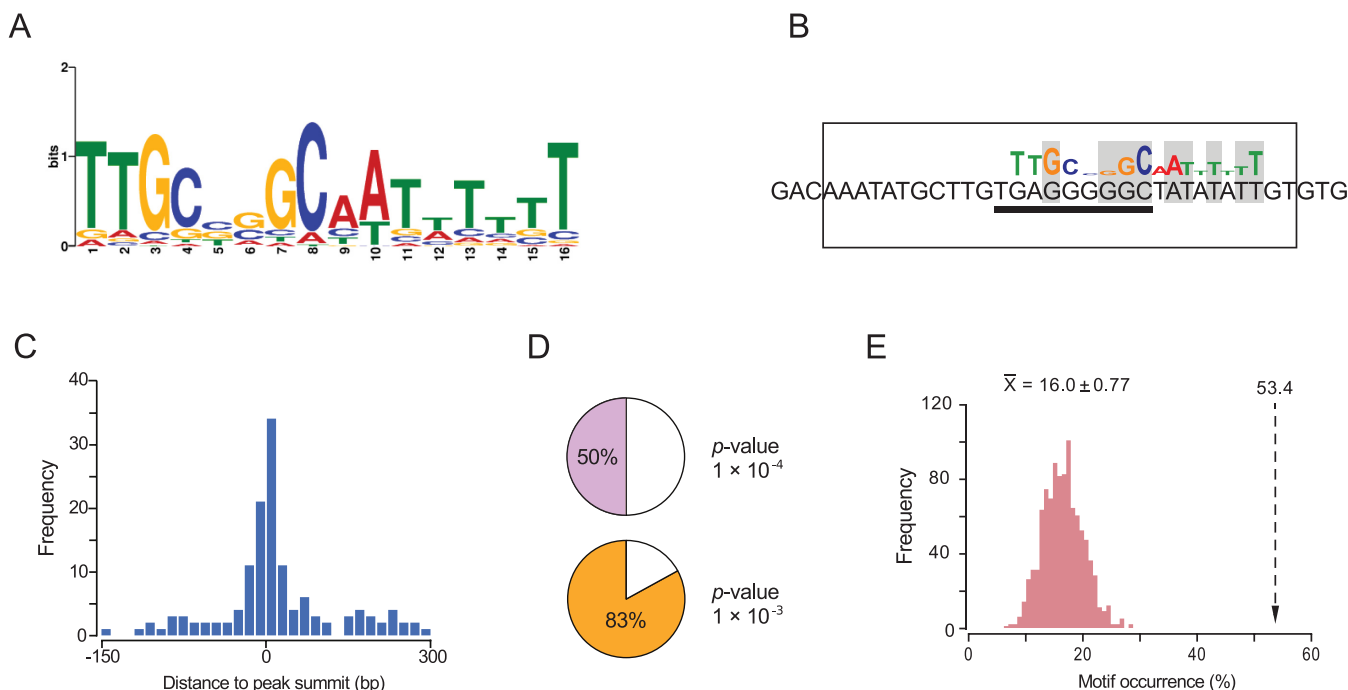 A
2
bits
1
0
TTGCCGGCAATTTTTT
1 2 3 4 5 6 7 8 9 10 11 12 13 14 15 16
B
TTGCCGGCAATTTTTT
GACAAATATGCTTGTGAGGGGGCTATATATTGTGTG
C
40
30
20
10
0
Frequency
-150 0 300
Distance to peak summit (bp)
D
50%
p-value
1 × 10⁻⁴
83%
p-value
1 × 10⁻³
E
X̅ = 16.0 ± 0.77
53.4
120
80
40
0
Frequency
0 20 40 60
Motif occurrence (%)